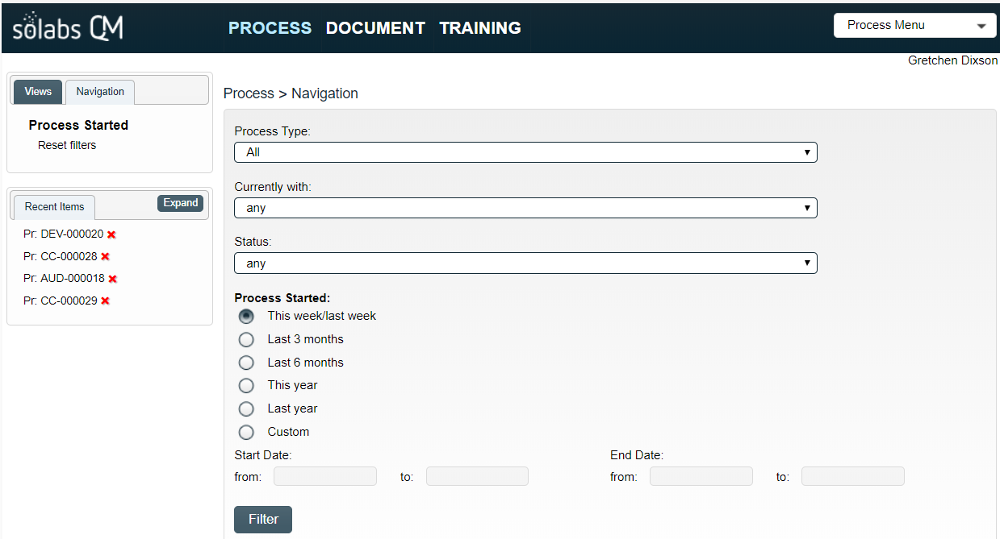 sölabs QM
PROCESS DOCUMENT TRAINING
Process Menu
Gretchen Dixson
Views Navigation
Process Started
Reset filters
Recent Items Expand
Pr: DEV-000020
Pr: CC-000028
Pr: AUD-000018
Pr: CC-000029
Process > Navigation
Process Type:
All
Currently with:
any
Status:
any
Process Started:
This week/last week
Last 3 months
Last 6 months
This year
Last year
Custom
Start Date: End Date:
from: to: from: to:
Filter